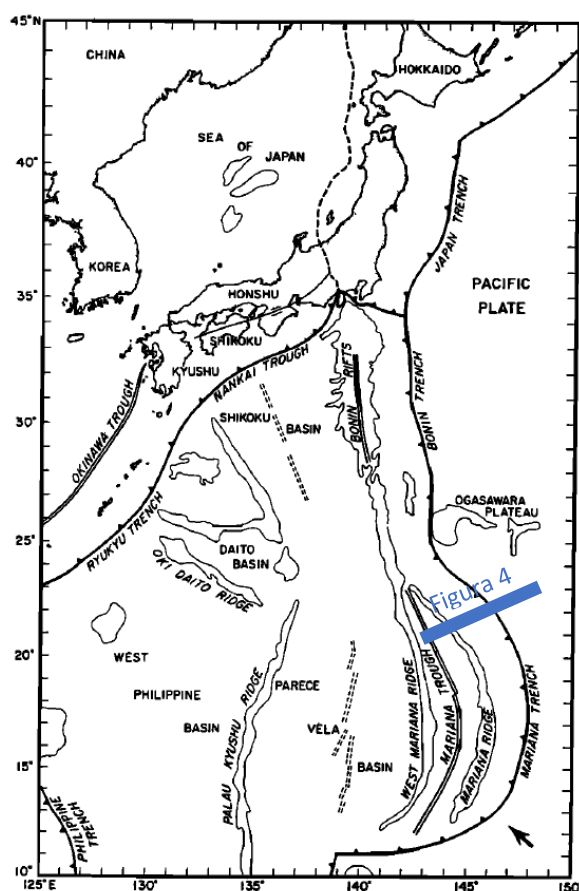 45°
CHINA
HOKKAIDO
SEA
OF
JAPAN
40°
JAPAN TRENCH
KOREA
PACIFIC
PLATE
35°
HONSHU
SHIKOKU
KYUSHU
NANKAI TROUGH
BONIN RIFTS
BONIN TRENCH
OKINAWA TROUGH
30°
SHIKOKU
BASIN
OGASAWARA
PLATEAU
RYUKYU TRENCH
25°
DAITO
BASIN
OKI DAITO RIDGE
Figura 4
20°
WEST
PHILIPPINE
BASIN
PALAU KYUSHU RIDGE
PARECE
VELA
BASIN
WEST MARIANA RIDGE
MARIANA TROUGH
MARIANA RIDGE
MARIANA TRENCH
15°
PHILIPPINE
TRENCH
10°
125° 130° 135° 140° 145° 150°